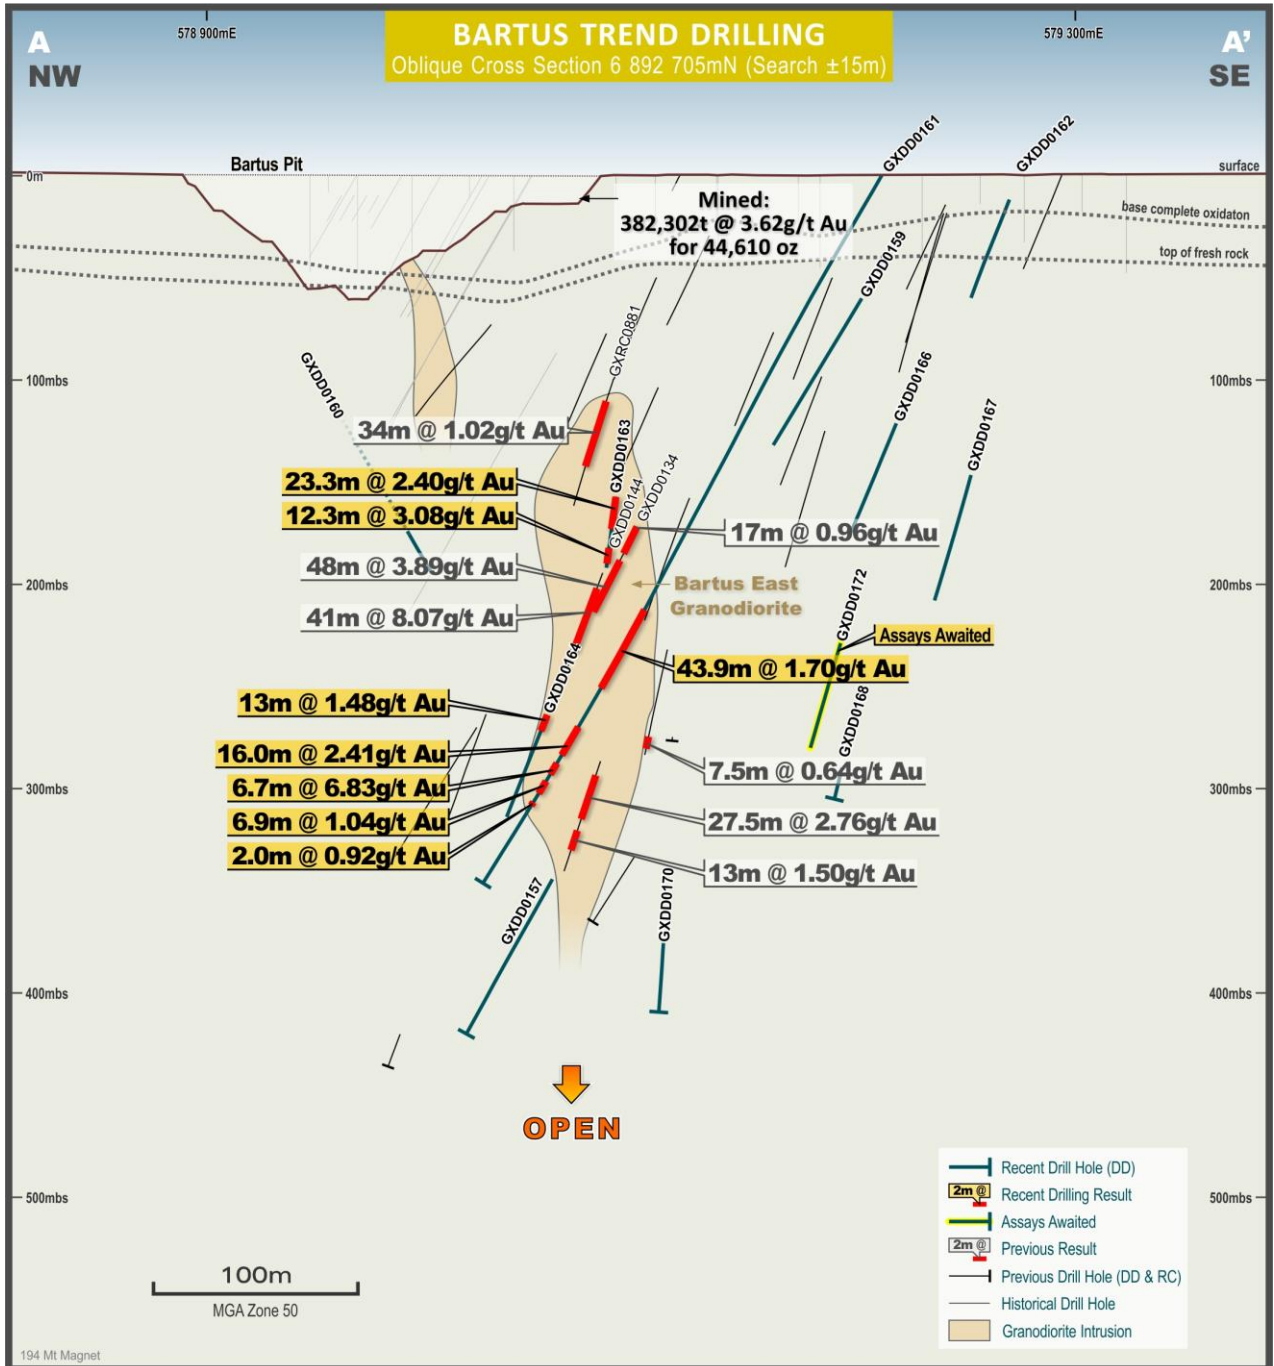 578 900mE
579 300mE
A
NW
BARTUS TREND DRILLING
Oblique Cross Section 6 892 705mN (Search ±15m)
A'
SE
GXDD0161
GXDD0162
Bartus Pit
surface
0m
Mined:
382,302t @ 3.62g/t Au
for 44,610 oz
base complete oxidaton
top of fresh rock
GXDD0159
GXRC0881
GXDD0160
GXDD0166
GXDD0167
100mbs
100mbs
34m @ 1.02g/t Au
GXDD0163
GXDD0134
GXDD0144
23.3m @ 2.40g/t Au
12.3m @ 3.08g/t Au
17m @ 0.96g/t Au
48m @ 3.89g/t Au
200mbs
200mbs
Bartus East
Granodiorite
41m @ 8.07g/t Au
GXDD0172
Assays Awaited
GXDD0164
43.9m @ 1.70g/t Au
GXDD0168
13m @ 1.48g/t Au
16.0m @ 2.41g/t Au
7.5m @ 0.64g/t Au
6.7m @ 6.83g/t Au
300mbs
300mbs
6.9m @ 1.04g/t Au
27.5m @ 2.76g/t Au
2.0m @ 0.92g/t Au
13m @ 1.50g/t Au
GXDD0157
GXDD0170
400mbs
400mbs
OPEN
500mbs
500mbs
Recent Drill Hole (DD)
2m @
Recent Drilling Result
Assays Awaited
2m @
Previous Result
Previous Drill Hole (DD & RC)
Historical Drill Hole
Granodiorite Intrusion
100m
MGA Zone 50
194 Mt Magnet